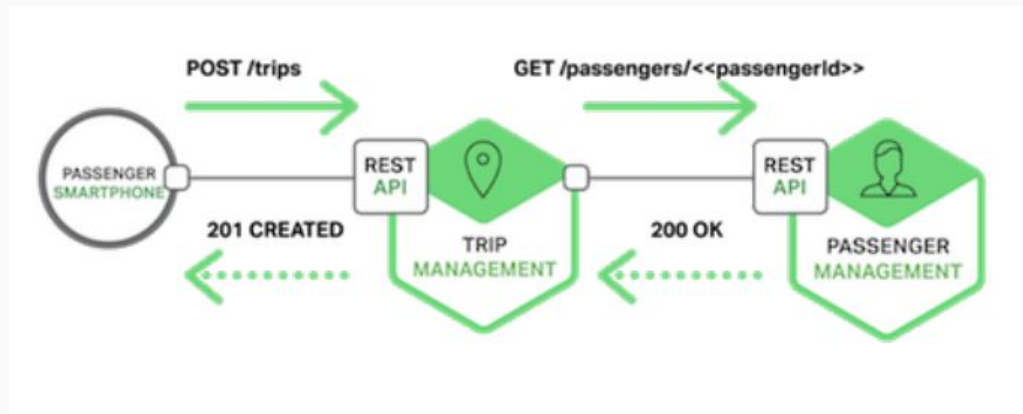 POST /trips
GET /passengers/<<passengerId>>
PASSENGER
SMARTPHONE
REST
API
REST
API
201 CREATED
TRIP
MANAGEMENT
200 OK
PASSENGER
MANAGEMENT